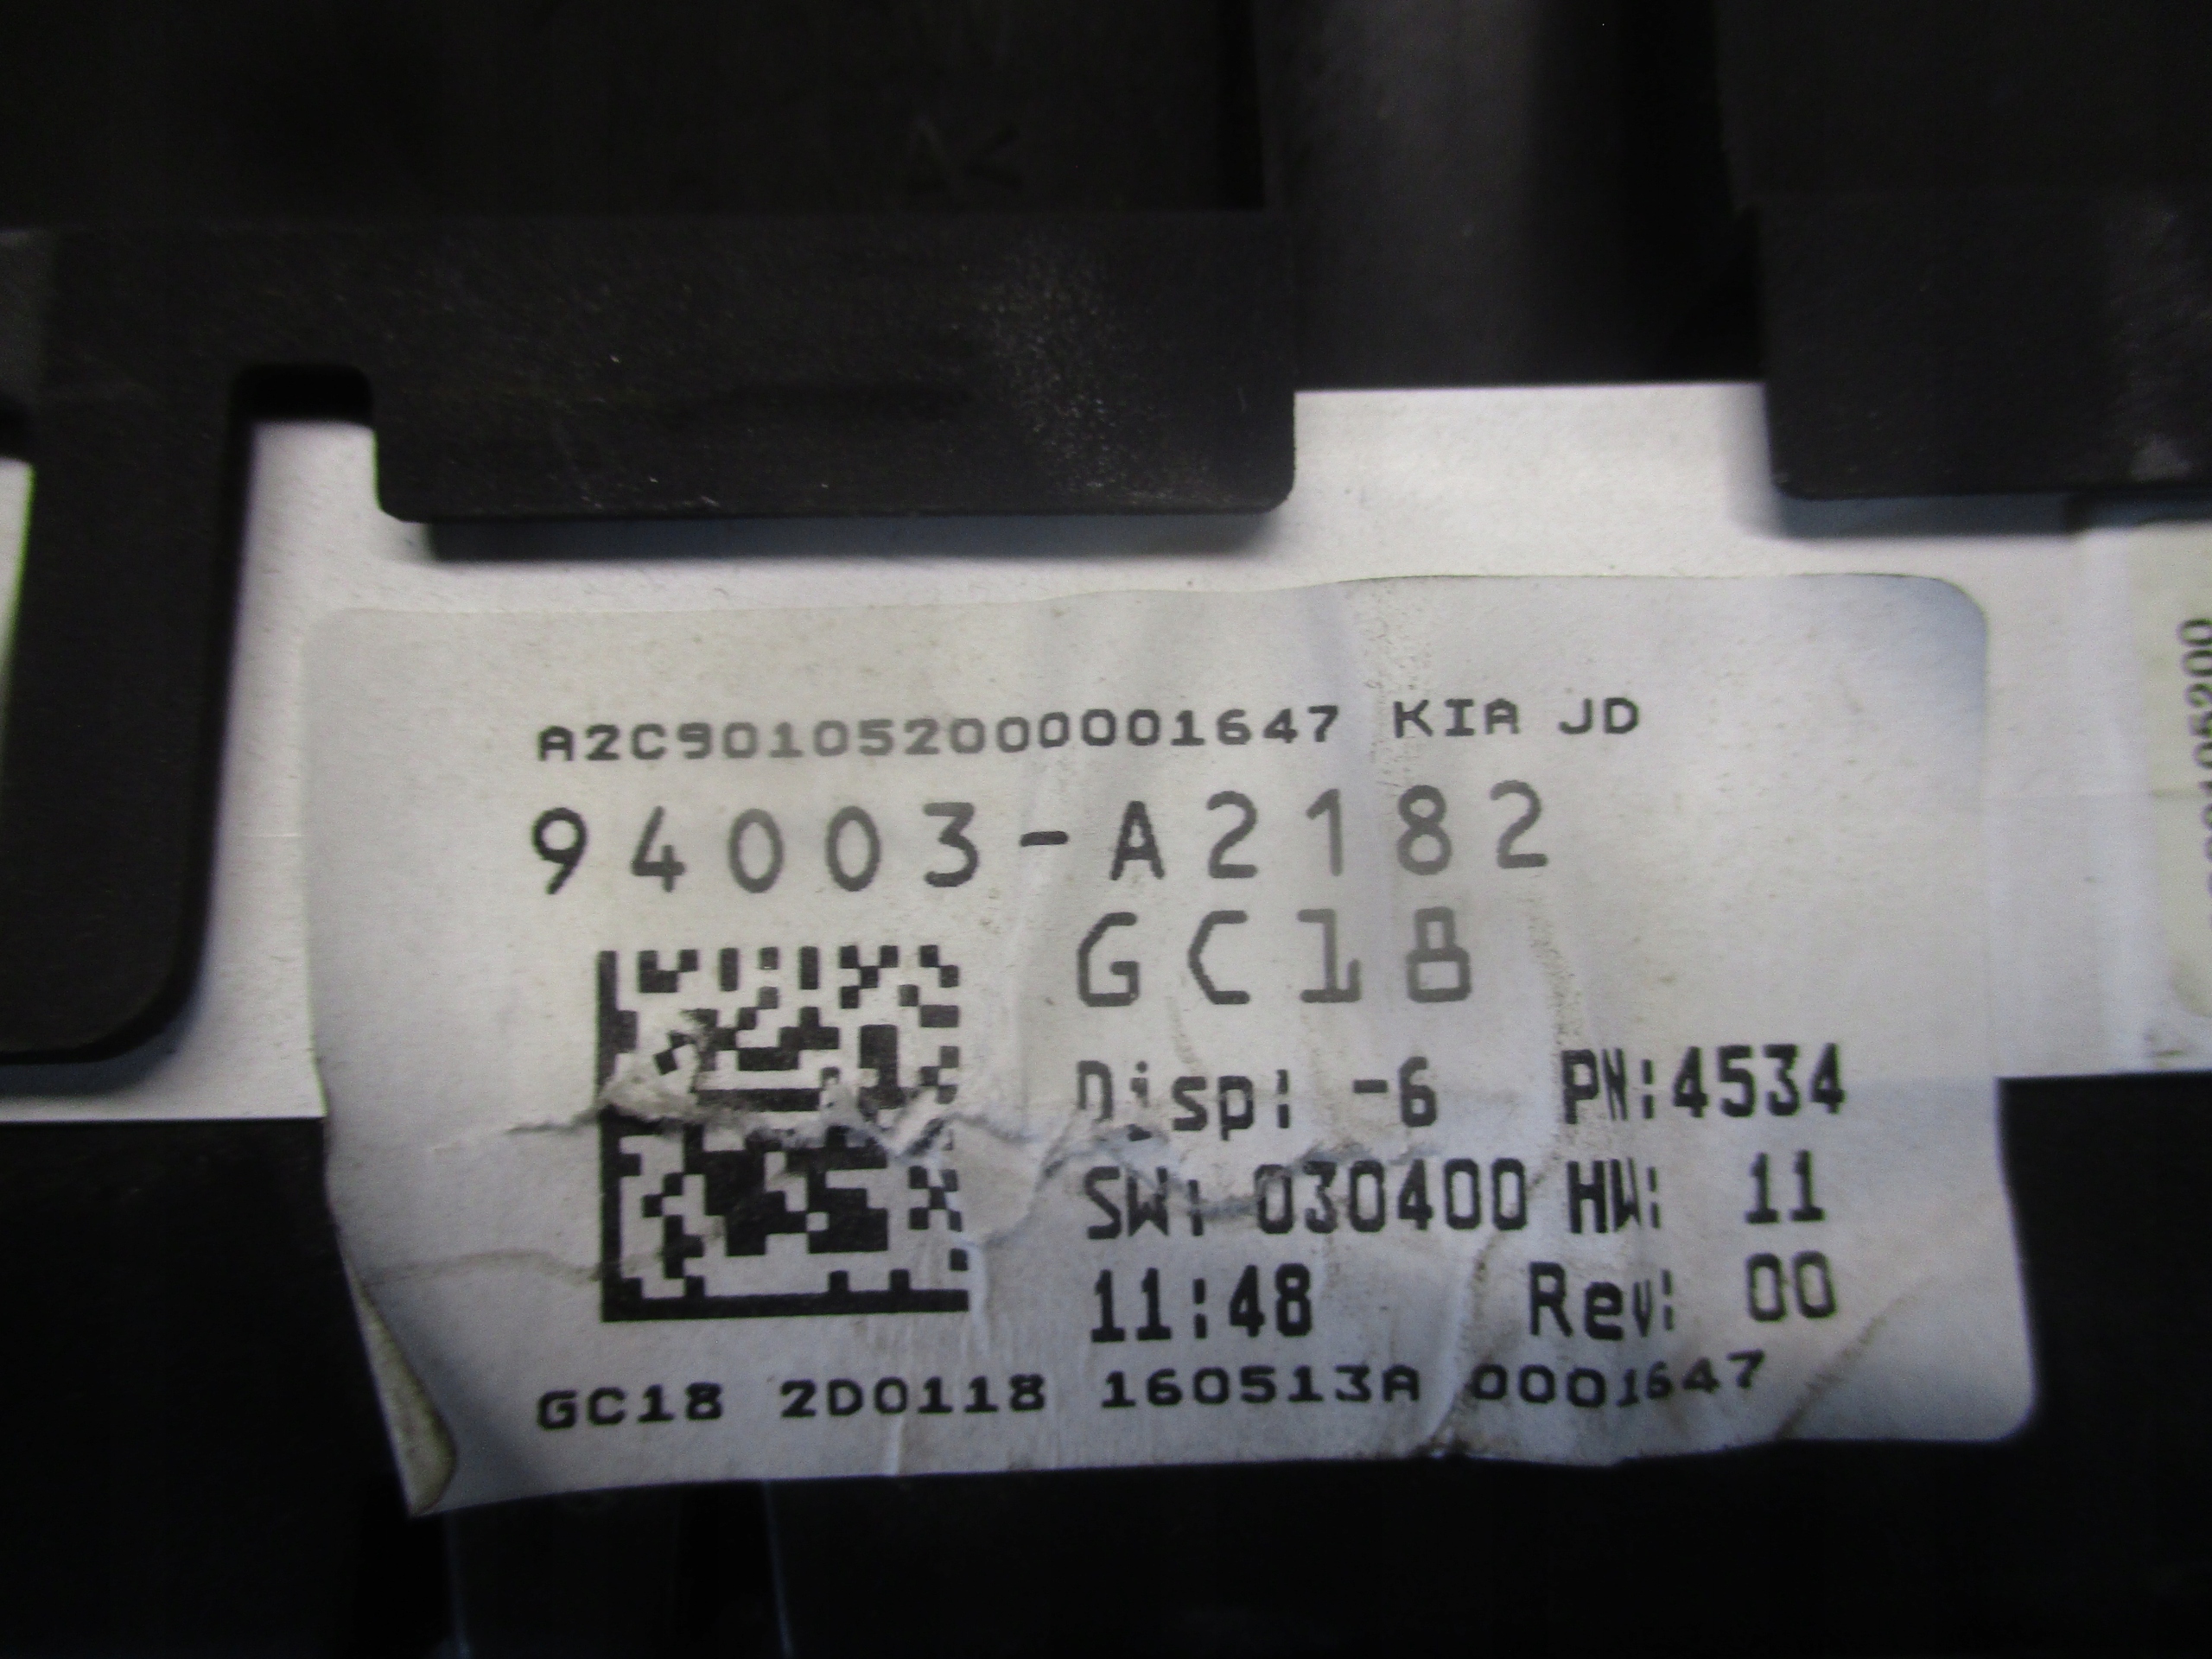 A2C9010520000001647 KIA JD
94003-A2182
GC18
Disp: -6 PN:4534
SW: 030400 HW: 11
11:48 Rev: 00
GC18 2D0118 160513A 0001647